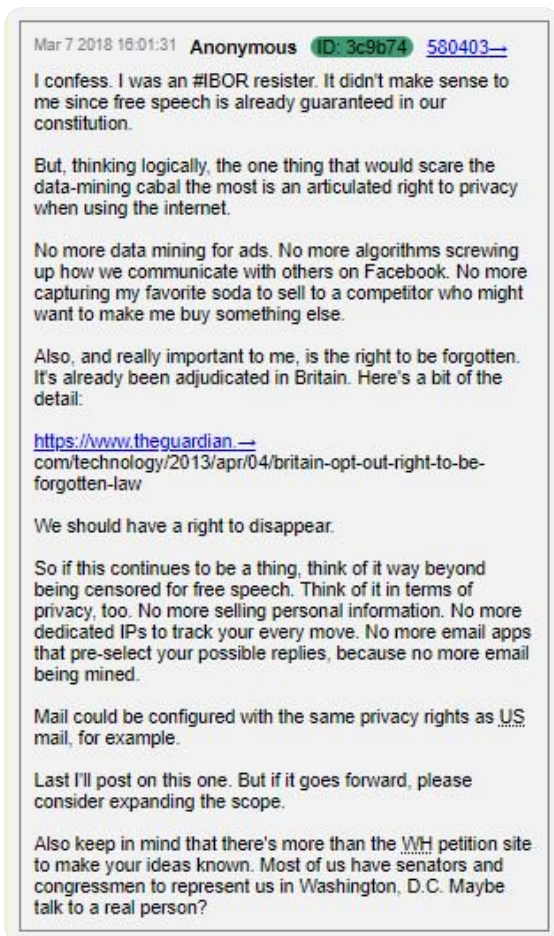 Mar 7 2018 16:01:31 Anonymous ID: 3c9b74 580403→
I confess. I was an #IBOR resister. It didn't make sense to
me since free speech is already guaranteed in our
constitution.
But, thinking logically, the one thing that would scare the
data-mining cabal the most is an articulated right to privacy
when using the internet.
No more data mining for ads. No more algorithms screwing
up how we communicate with others on Facebook. No more
capturing my favorite soda to sell to a competitor who might
want to make me buy something else.
Also, and really important to me, is the right to be forgotten.
It's already been adjudicated in Britain. Here's a bit of the
detail:
https://www.theguardian.→
com/technology/2013/apr/04/britain-opt-out-right-to-be-
forgotten-law
We should have a right to disappear.
So if this continues to be a thing, think of it way beyond
being censored for free speech. Think of it in terms of
privacy, too. No more selling personal information. No more
dedicated IPs to track your every move. No more email apps
that pre-select your possible replies, because no more email
being mined.
Mail could be configured with the same privacy rights as US
mail, for example.
Last I'll post on this one. But if it goes forward, please
consider expanding the scope.
Also keep in mind that there's more than the WH petition site
to make your ideas known. Most of us have senators and
congressmen to represent us in Washington, D.C. Maybe
talk to a real person?